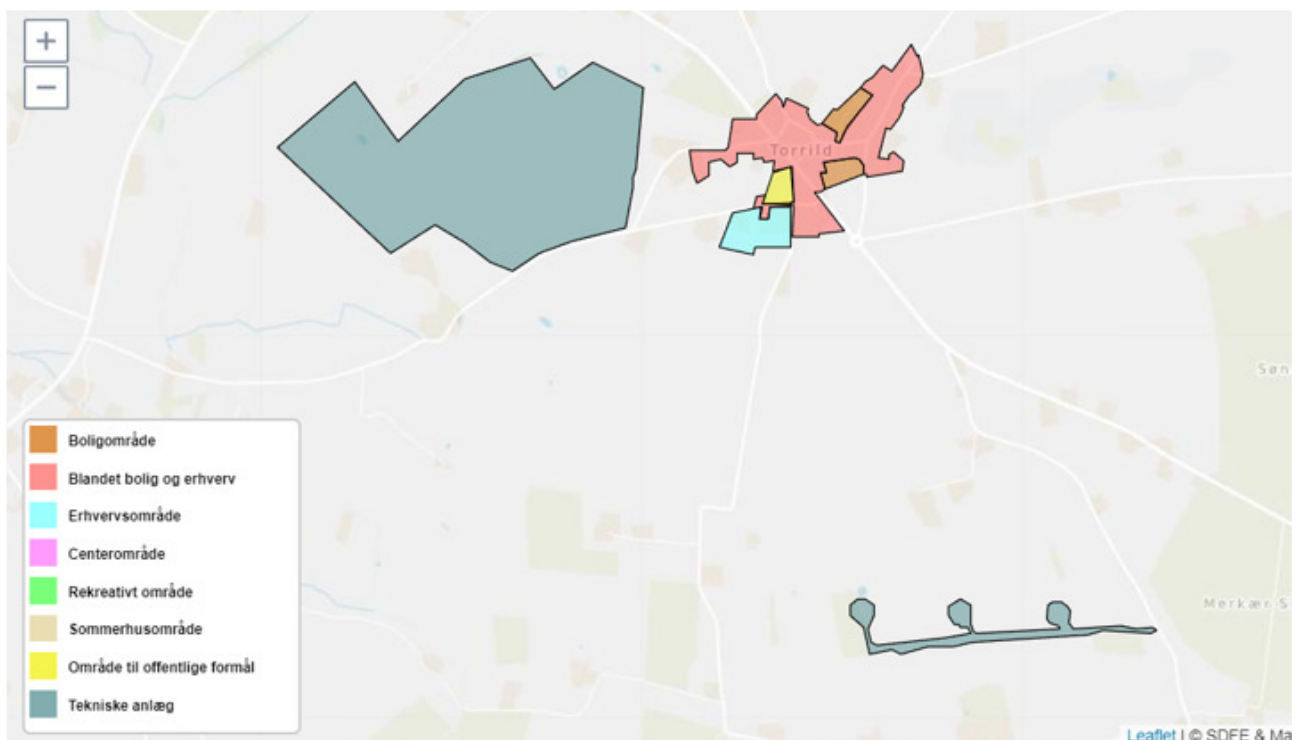 +
−
Torrild
Søn
Merkær S
Boligområde
Blandet bolig og erhverv
Erhvervsområde
Centerområde
Rekreativt område
Sommerhusområde
Område til offentlige formål
Tekniske anlæg
Leaflet | © SDFE & Ma